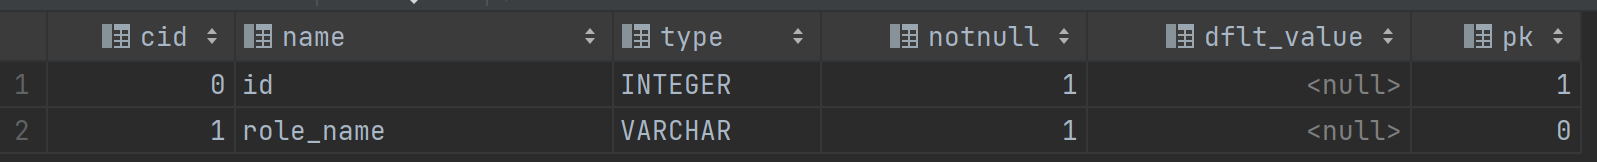 cid name type notnull dflt_value pk
1 0 id INTEGER 1 <null> 1
2 1 role_name VARCHAR 1 <null> 0